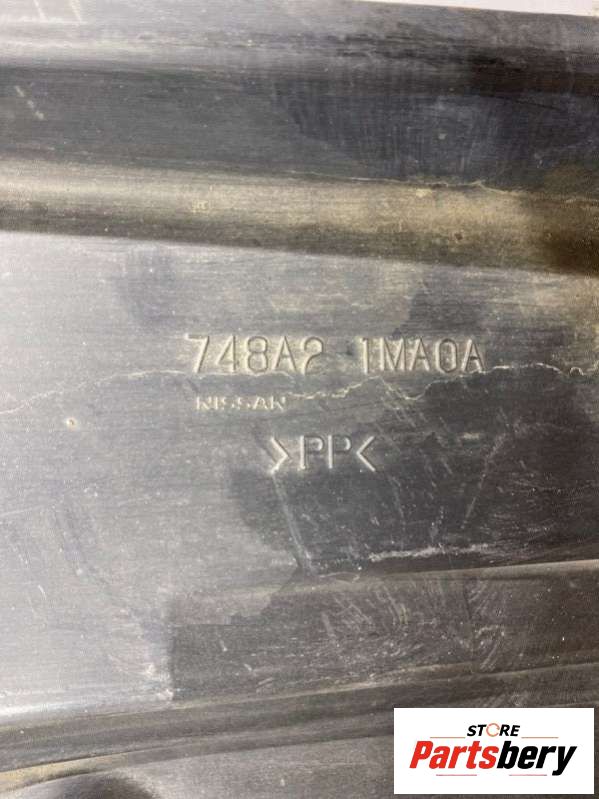 748A2 1MA0A
NISSAN
>PP<
STORE
Partsbery